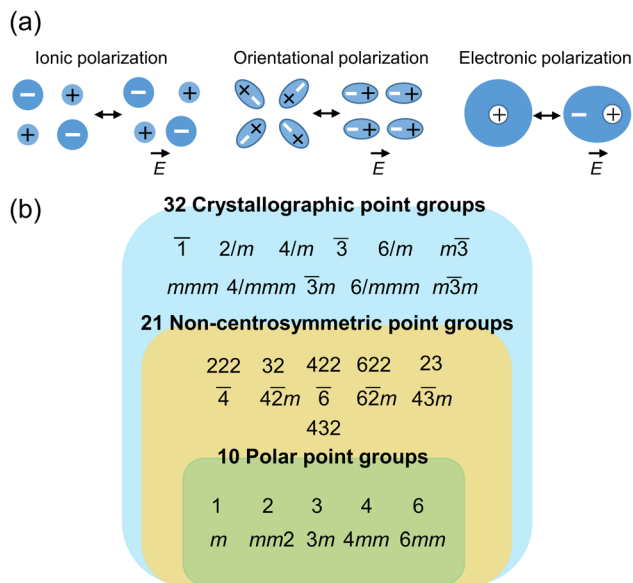 (a)
Ionic polarization Orientational polarization Electronic polarization
− + − +
+ − + −
− + − + − + − +
− + − + − + − +
+ − +
E E E
(b)
32 Crystallographic point groups
1̅ 2/m 4/m 3̅ 6/m m3̅
mmm 4/mmm 3̅m 6/mmm m3̅m
21 Non-centrosymmetric point groups
222 32 422 622 23
4̅ 42̅m 6̅ 62̅m 43̅m
432
10 Polar point groups
1 2 3 4 6
m mm2 3m 4mm 6mm